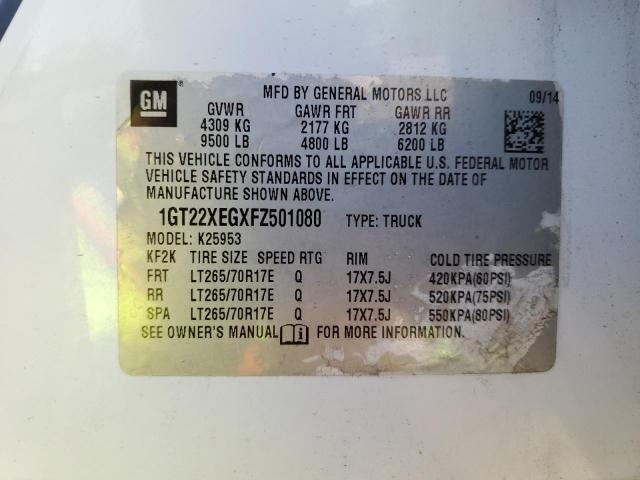 GM ®
MFD BY GENERAL MOTORS LLC 09/14
GVWR GAWR FRT GAWR RR
4309 KG 2177 KG 2812 KG
9500 LB 4800 LB 6200 LB
THIS VEHICLE CONFORMS TO ALL APPLICABLE U.S. FEDERAL MOTOR
VEHICLE SAFETY STANDARDS IN EFFECT ON THE DATE OF
MANUFACTURE SHOWN ABOVE.
1GT22XEGXFZ501080 TYPE: TRUCK
MODEL: K25953
KF2K TIRE SIZE SPEED RTG RIM COLD TIRE PRESSURE
FRT LT265/70R17E Q 17X7.5J 420KPA(60PSI)
RR LT265/70R17E Q 17X7.5J 520KPA(75PSI)
SPA LT265/70R17E Q 17X7.5J 550KPA(80PSI)
SEE OWNER'S MANUAL i FOR MORE INFORMATION.